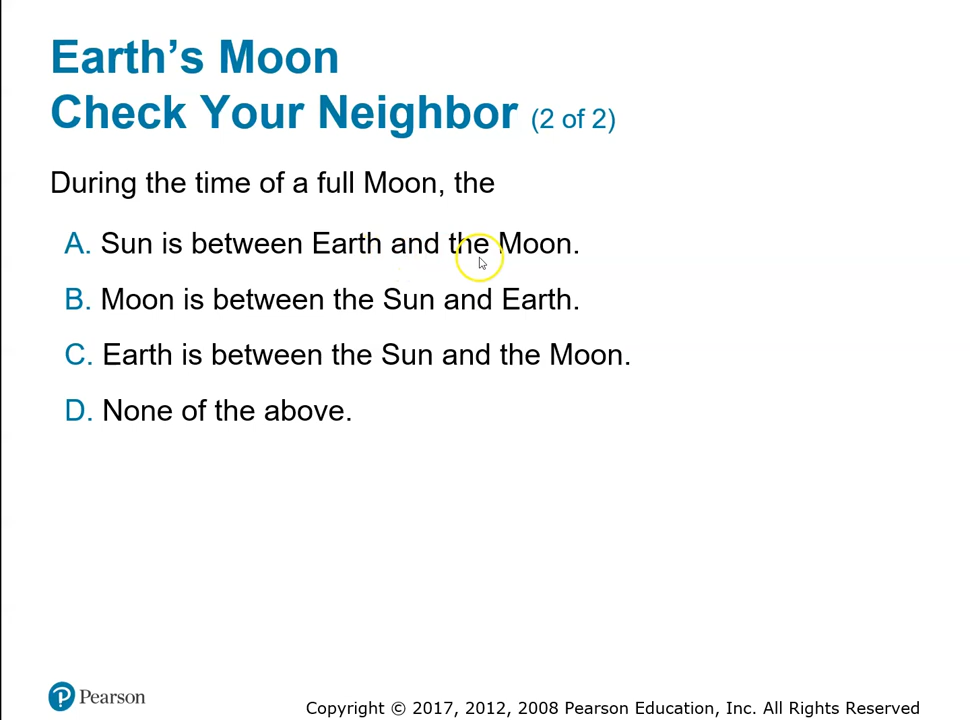 Earth’s Moon
Check Your Neighbor (2 of 2)
During the time of a full Moon, the
A. Sun is between Earth and the Moon.
B. Moon is between the Sun and Earth.
C. Earth is between the Sun and the Moon.
D. None of the above.
P Pearson
Copyright © 2017, 2012, 2008 Pearson Education, Inc. All Rights Reserved